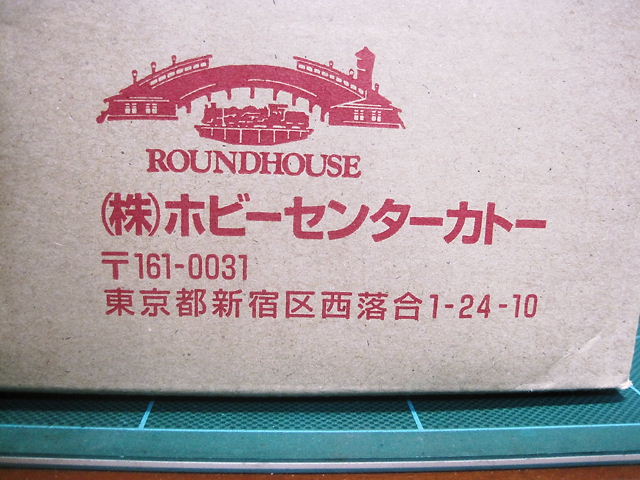 ROUNDHOUSE
(株)ホビーセンターカトー
〒161-0031
東京都新宿区西落合1-24-10